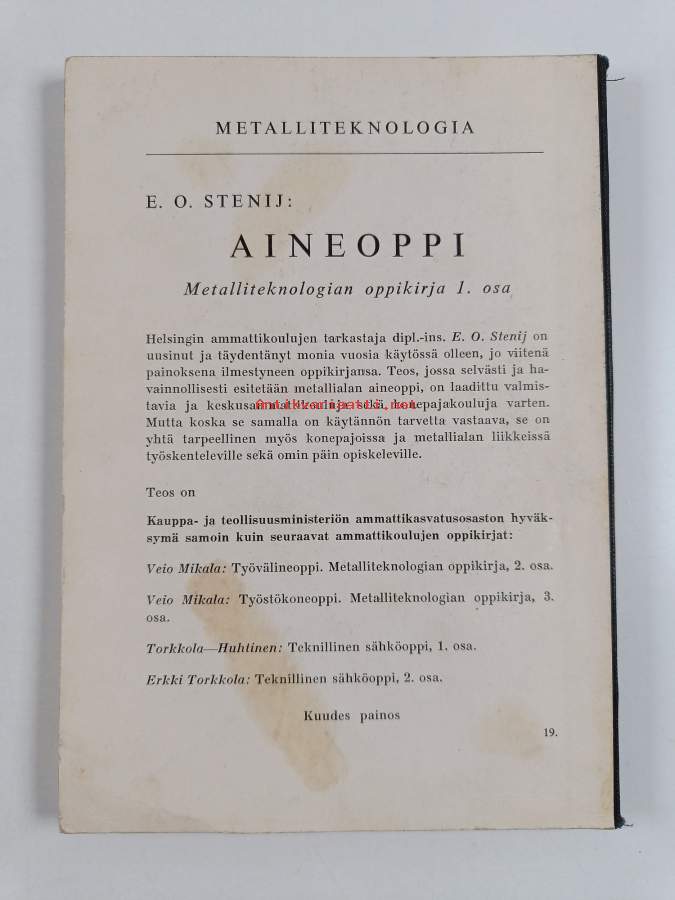 METALLITEKNOLOGIA
E. O. STENIJ:
AINEOPPI
Metalliteknologian oppikirja 1. osa
Helsingin ammattikoulujen tarkastaja dipl.-ins. E. O. Stenij on
uusinut ja täydentänyt monia vuosia käytössä olleen, jo viitenä
painoksena ilmestyneen oppikirjansa. Teos, jossa selvästi ja ha-
vainnollisesti esitetään metallialan aineoppi, on laadittu valmis-
tavia ja keskusammattikouluja sekä konepajakouluja varten.
Mutta koska se samalla on käytännön tarvetta vastaava, se on
yhtä tarpeellinen myös konepajoissa ja metallialan liikkeissä
työskenteleville sekä omin päin opiskeleville.
Teos on
Kauppa- ja teollisuusministeriön ammattikasvatusosaston hyväk-
symä samoin kuin seuraavat ammattikoulujen oppikirjat:
Veio Mikala: Työvälineoppi. Metalliteknologian oppikirja, 2. osa.
Veio Mikala: Työstökoneoppi. Metalliteknologian oppikirja, 3.
osa.
Torkkola—Huhtinen: Teknillinen sähköoppi, 1. osa.
Erkki Torkkola: Teknillinen sähköoppi, 2. osa.
Kuudes painos
19.